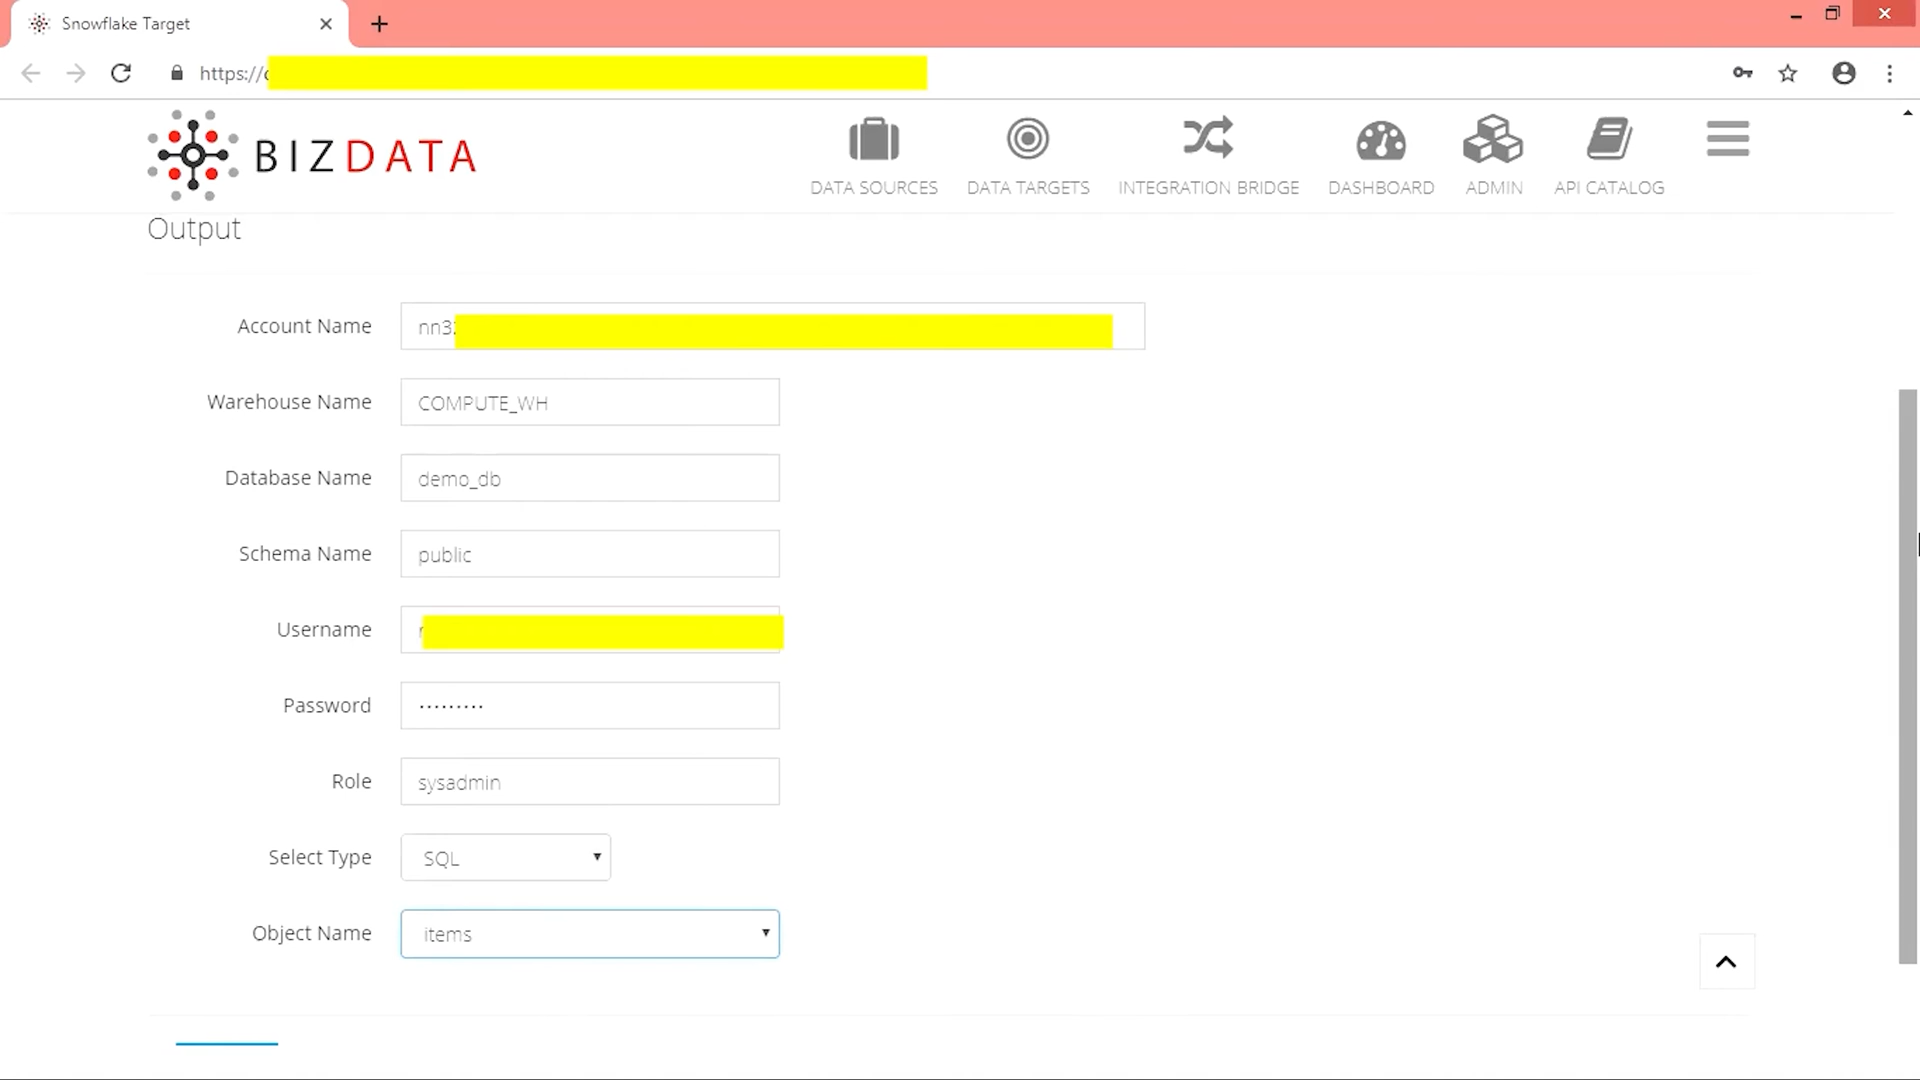 Snowflake Target
https://
BIZDATA
DATA SOURCES
DATA TARGETS
INTEGRATION BRIDGE
DASHBOARD
ADMIN
API CATALOG
Output
Account Name
nn32
Warehouse Name
COMPUTE_WH
Database Name
demo_db
Schema Name
public
Username
Password
Role
sysadmin
Select Type
SQL
Object Name
items